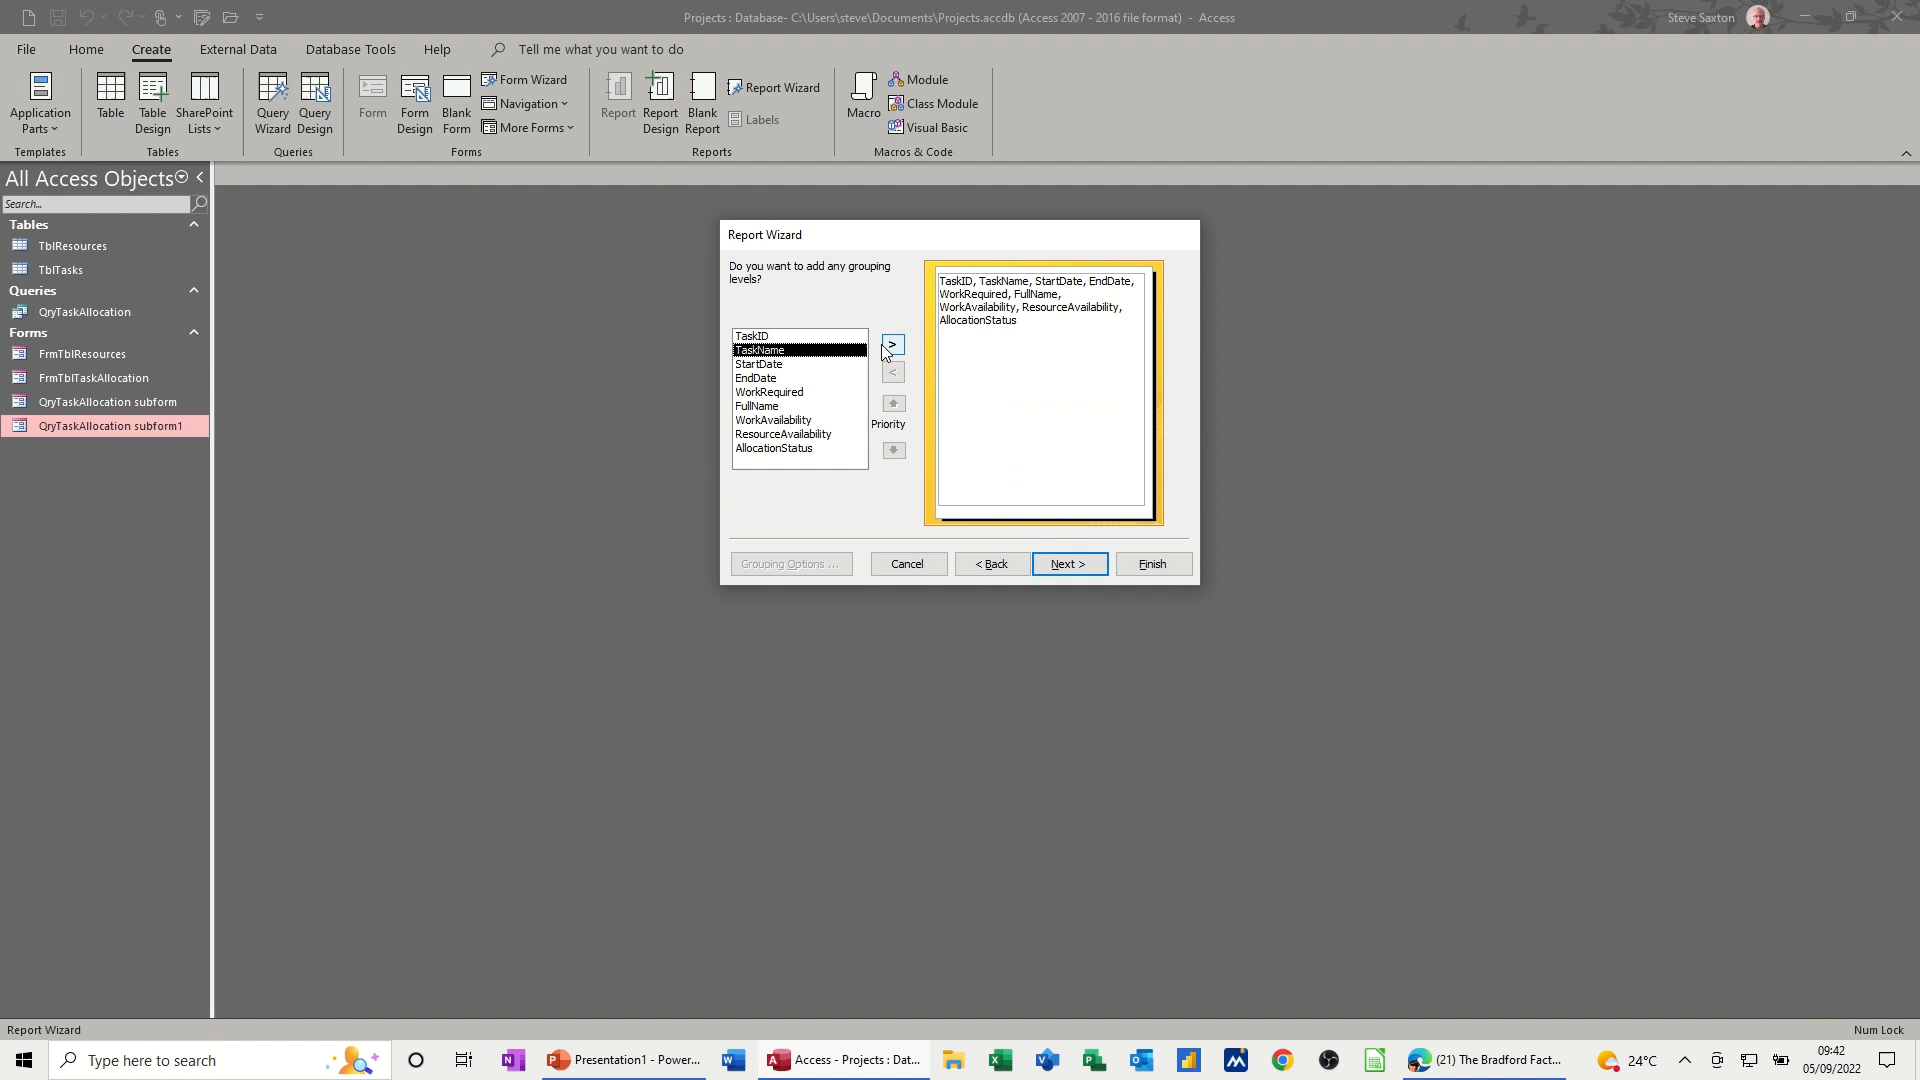 Projects : Database- C:\Users\steve\Documents\Projects.accdb (Access 2007 - 2016 file format)  -  Access
Steve Saxton
File Home Create External Data Database Tools Help Tell me what you want to do
Application Parts
Table
Table Design
SharePoint Lists
Query Wizard
Query Design
Form
Form Design
Blank Form
Form Wizard
Navigation
More Forms
Report
Report Design
Blank Report
Report Wizard
Labels
Macro
Module
Class Module
Visual Basic
Templates Tables Queries Forms Reports Macros & Code
All Access Objects
Search...
Tables
TblResources
TblTasks
Queries
QryTaskAllocation
Forms
FrmTblResources
FrmTblTaskAllocation
QryTaskAllocation subform
QryTaskAllocation subform1
Report Wizard
Do you want to add any grouping
levels?
TaskID
TaskName
StartDate
EndDate
WorkRequired
FullName
WorkAvailability
ResourceAvailability
AllocationStatus
>
<
Priority
TaskID, TaskName, StartDate, EndDate,
WorkRequired, FullName,
WorkAvailability, ResourceAvailability,
AllocationStatus
Grouping Options ... Cancel < Back Next > Finish
Report Wizard
Num Lock
Type here to search
Presentation1 - Power...
Access - Projects : Dat...
(21) The Bradford Fact...
24°C
09:42
05/09/2022